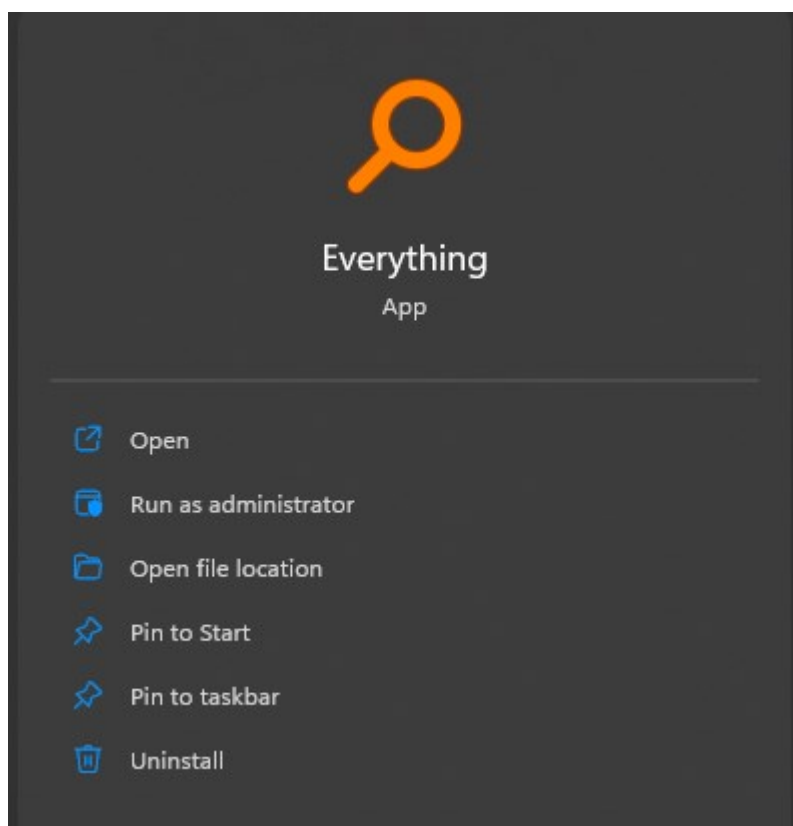 Everything
App
Open
Run as administrator
Open file location
Pin to Start
Pin to taskbar
Uninstall